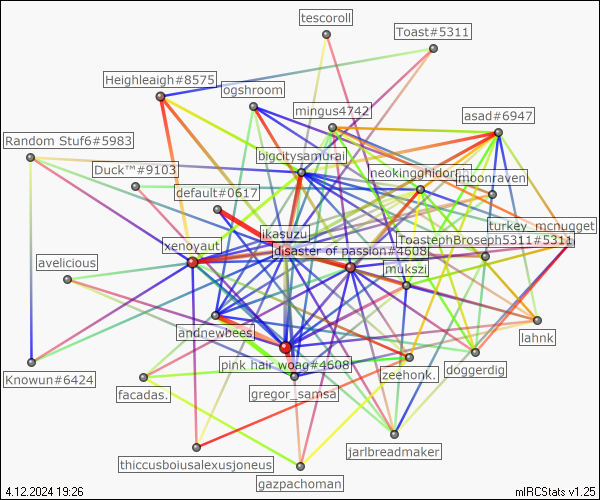 tescoroll
Toast#5311
Heighleigh#8575
ogshroom
mingus4742
asad#6947
Random Stuf6#5983
bigcitysamurai
Duck™#9103
neokingghidorah
moonraven
default#0617
turkey_mcnugget
ikasuzu
ToastephBroseph5311#5311
xenoyaut
disaster of passion#4608
avelicious
mukszi
andnewbees
lahnk
pink hair woag#4608
doggerdig
Knowun#6424
zeehonk.
facadas.
gregor_samsa
jarlbreadmaker
thiccusboiusalexusjoneus
gazpachoman
4.12.2024 19:26
mIRCStats v1.25